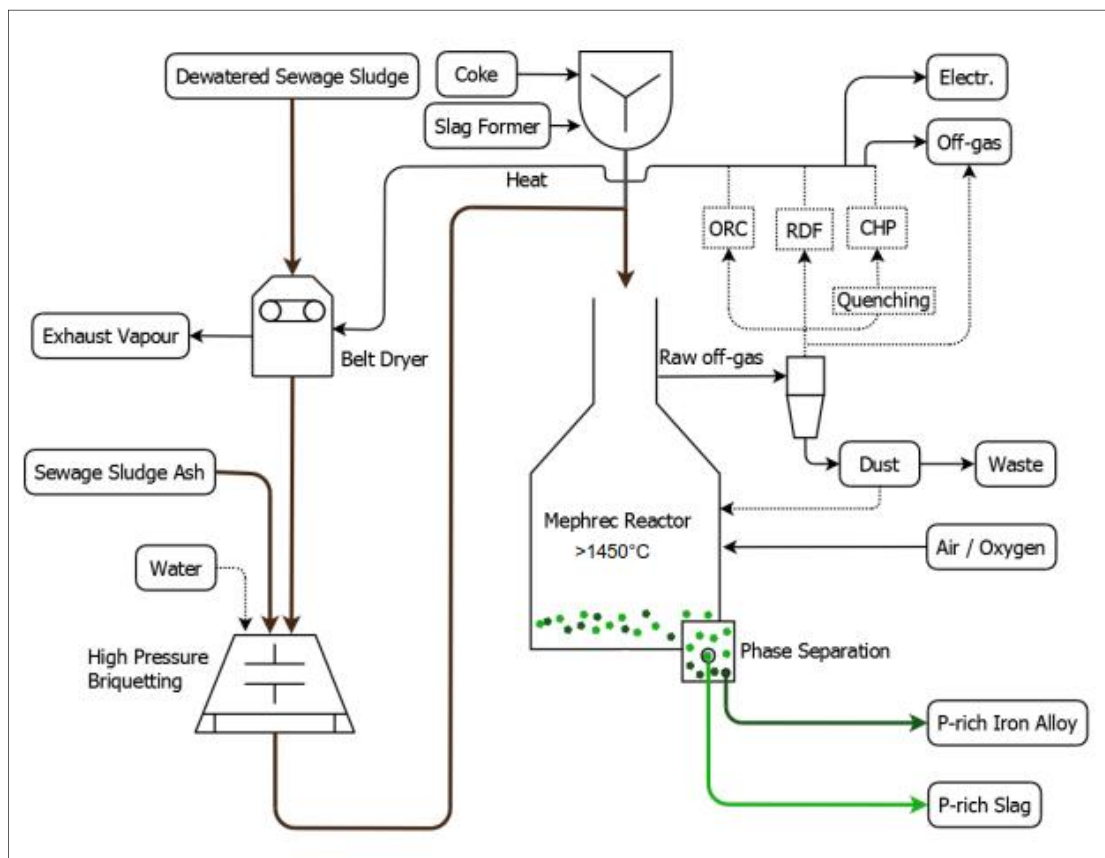 Dewatered Sewage Sludge
Coke
Slag Former
Electr.
Off-gas
Heat
ORC
RDF
CHP
Quenching
Exhaust Vapour
Belt Dryer
Raw off-gas
Sewage Sludge Ash
Dust
Waste
Mephrec Reactor
>1450°C
Air / Oxygen
Water
High Pressure
Briquetting
Phase Separation
P-rich Iron Alloy
P-rich Slag